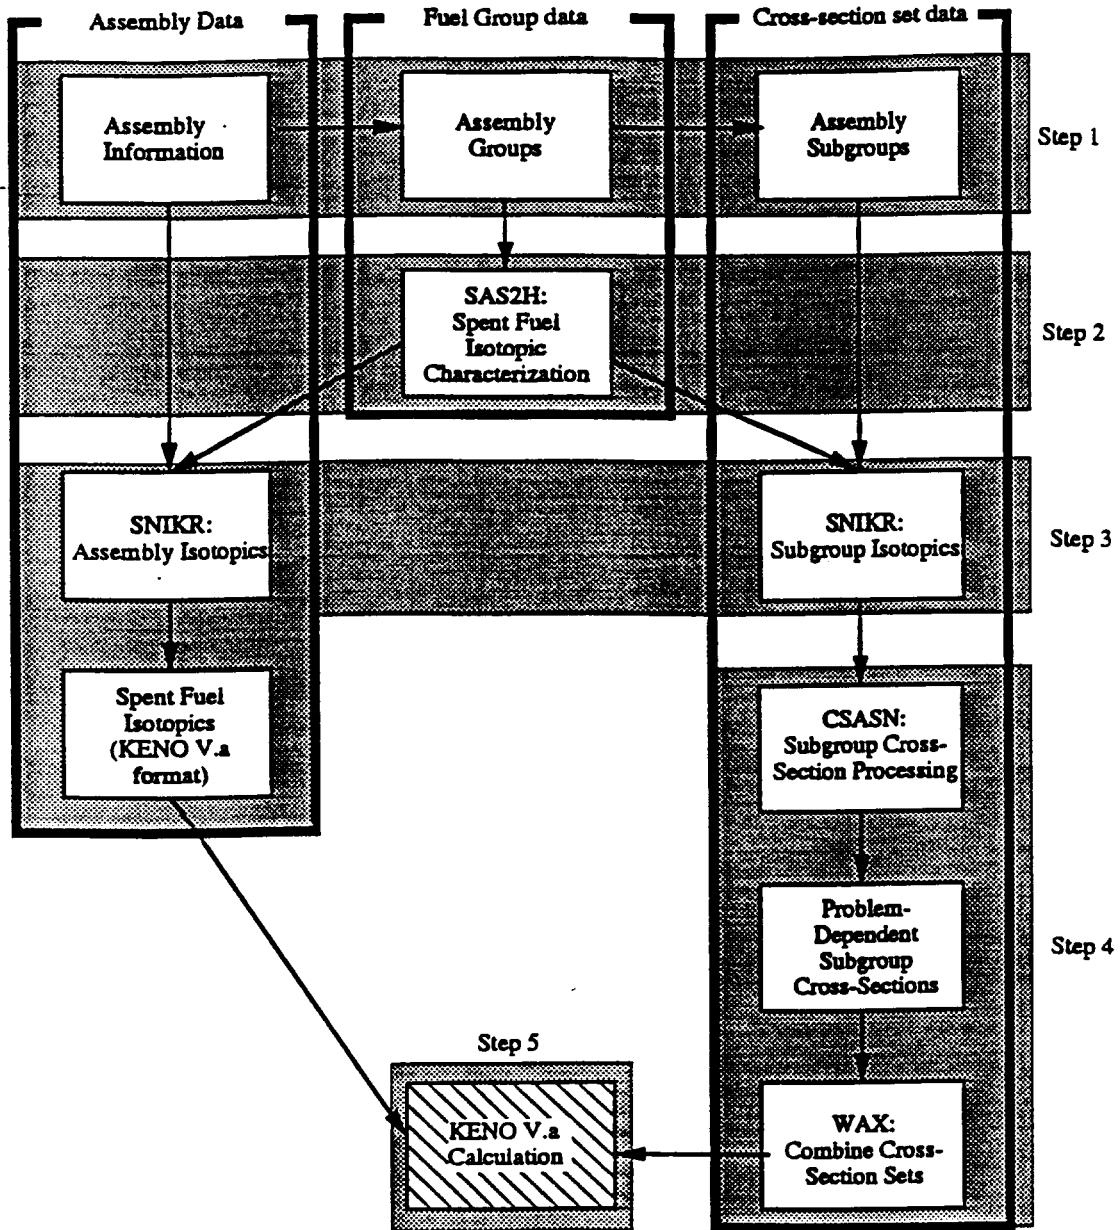 Assembly Data
Fuel Group data
Cross-section set data
Assembly
Information
Assembly
Groups
Assembly
Subgroups
Step 1
SAS2H:
Spent Fuel
Isotopic
Characterization
Step 2
SNIKR:
Assembly Isotopics
SNIKR:
Subgroup Isotopics
Step 3
Spent Fuel
Isotopics
(KENO V.a
format)
CSASN:
Subgroup Cross-
Section Processing
Problem-
Dependent
Subgroup
Cross-Sections
Step 4
Step 5
KENO V.a
Calculation
WAX:
Combine Cross-
Section Sets